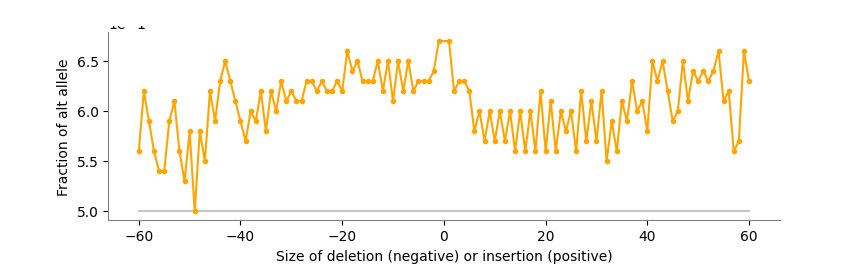 6.5
6.0
5.5
5.0
Fraction of alt allele
−60 −40 −20 0 20 40 60
Size of deletion (negative) or insertion (positive)